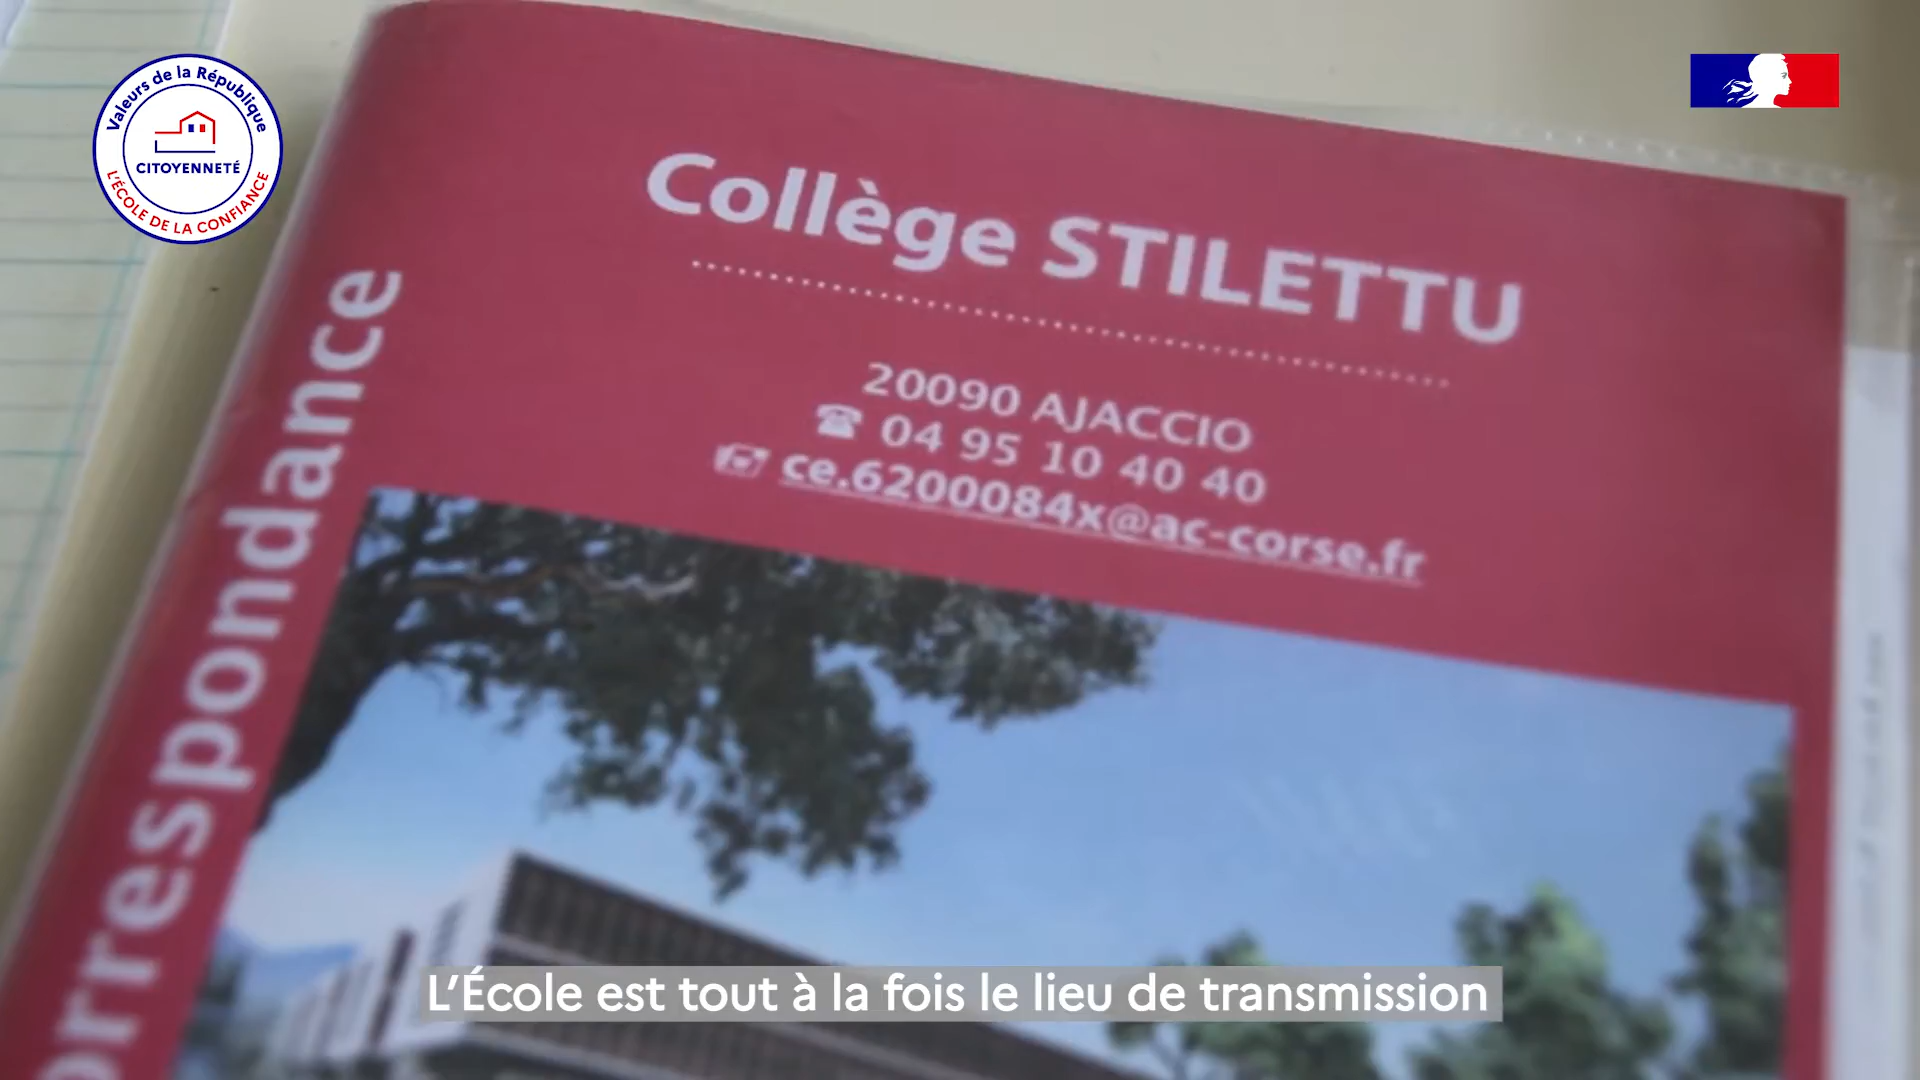 Valeurs de la République
CITOYENNETÉ
L'ÉCOLE DE LA CONFIANCE
Collège STILETTU
20090 AJACCIO
☎ 04 95 10 40 40
ce.6200084x@ac-corse.fr
orrespondance
L'École est tout à la fois le lieu de transmission